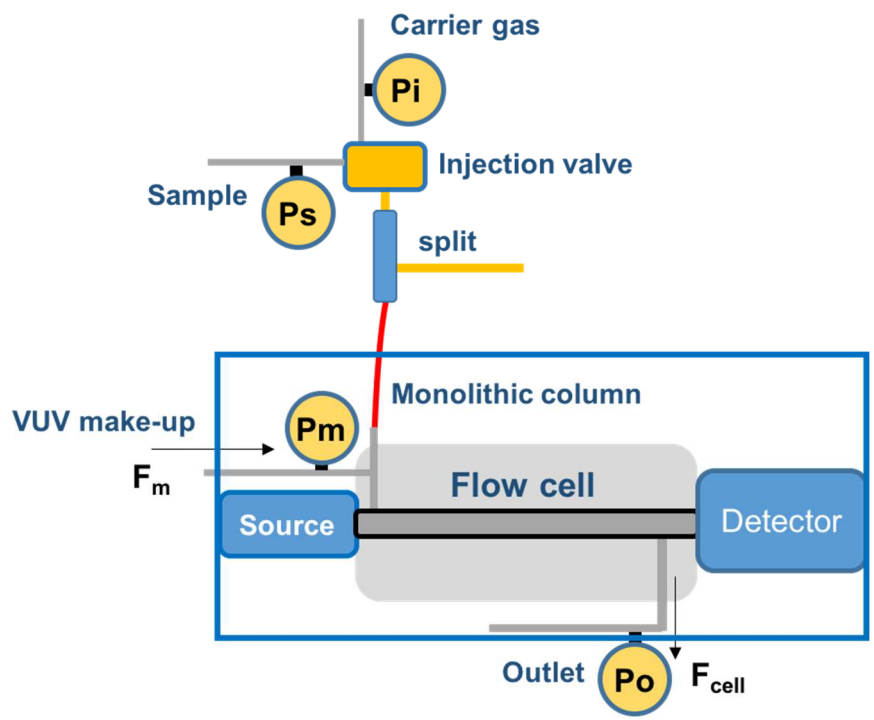 Carrier gas
Pi
Injection valve
Sample
Ps
split
Monolithic column
VUV make-up
Pm
Fm
Flow cell
Source
Detector
Outlet
Po
Fcell